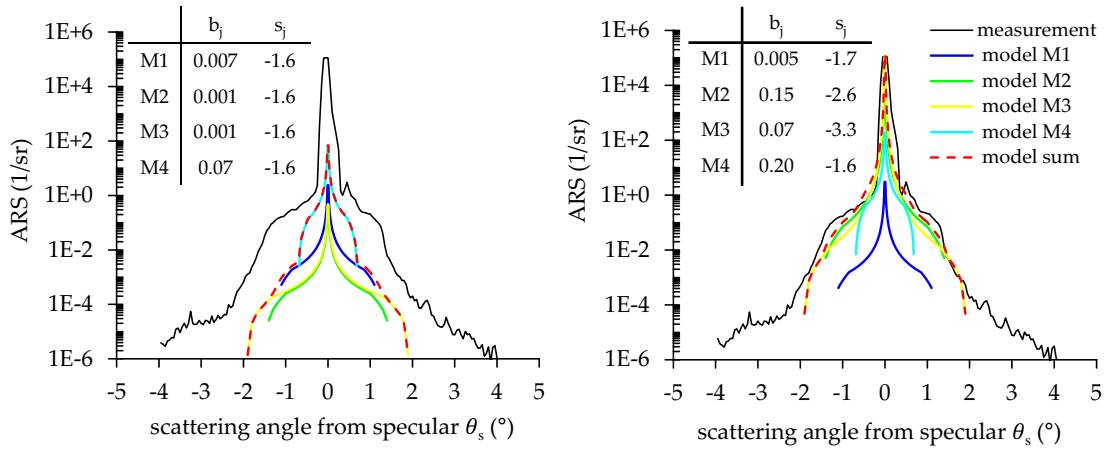 b_j s_j
M1 0.007 -1.6
M2 0.001 -1.6
M3 0.001 -1.6
M4 0.07 -1.6
1E+6
1E+4
1E+2
1E+0
1E-2
1E-4
1E-6
ARS (1/sr)
-5 -4 -3 -2 -1 0 1 2 3 4 5
scattering angle from specular θ_s (°)
b_j s_j
M1 0.005 -1.7
M2 0.15 -2.6
M3 0.07 -3.3
M4 0.20 -1.6
measurement
model M1
model M2
model M3
model M4
model sum
1E+6
1E+4
1E+2
1E+0
1E-2
1E-4
1E-6
ARS (1/sr)
-5 -4 -3 -2 -1 0 1 2 3 4 5
scattering angle from specular θ_s (°)